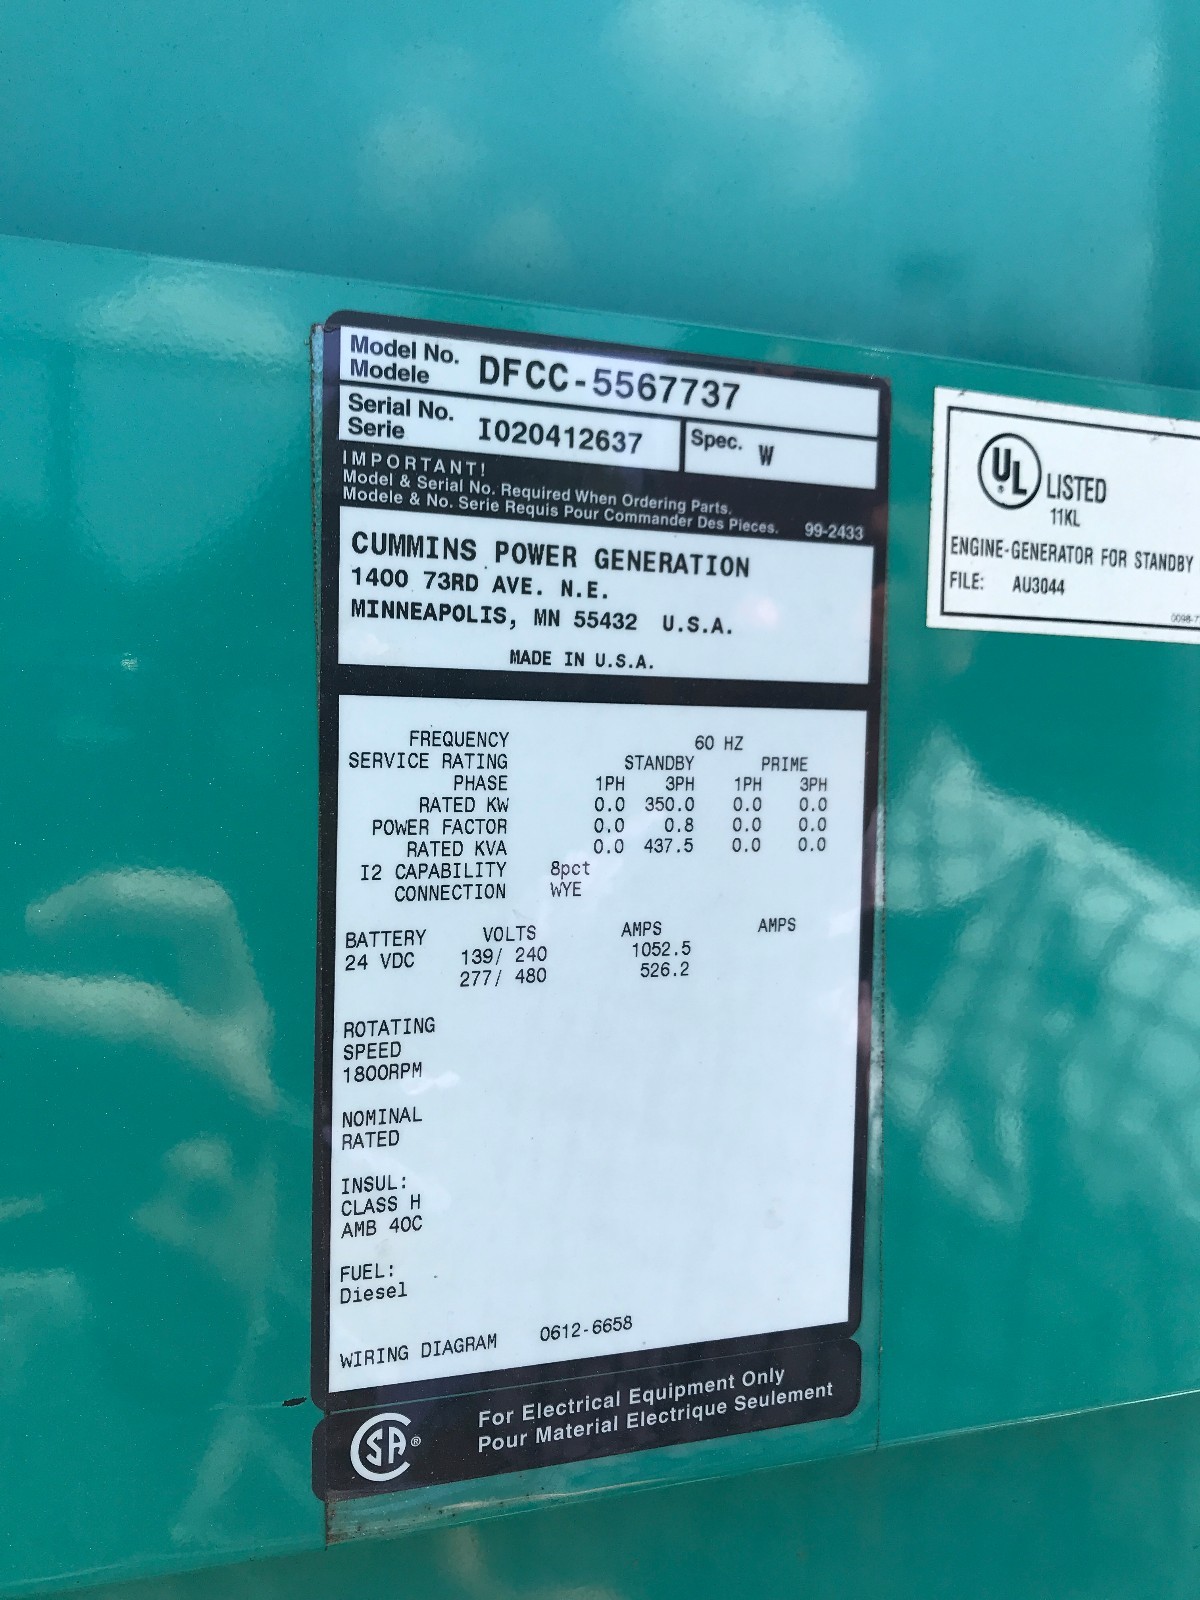 Model No. DFCC-5567737
Modele
Serial No. I020412637 Spec. W
Serie
IMPORTANT!
Model & Serial No. Required When Ordering Parts.
Modele & No. Serie Requis Pour Commander Des Pieces. 99-2433
CUMMINS POWER GENERATION
1400 73RD AVE. N.E.
MINNEAPOLIS, MN 55432 U.S.A.
MADE IN U.S.A.
FREQUENCY 60 HZ
SERVICE RATING STANDBY PRIME
PHASE 1PH 3PH 1PH 3PH
RATED KW 0.0 350.0 0.0 0.0
POWER FACTOR 0.0 0.8 0.0 0.0
RATED KVA 0.0 437.5 0.0 0.0
I2 CAPABILITY 8pct
CONNECTION WYE
BATTERY VOLTS AMPS AMPS
24 VDC 139/ 240 1052.5
277/ 480 526.2
ROTATING
SPEED
1800RPM
NOMINAL
RATED
INSUL:
CLASS H
AMB 40C
FUEL:
Diesel
WIRING DIAGRAM 0612-6658
SA®
For Electrical Equipment Only
Pour Material Electrique Seulement
UL LISTED
11KL
ENGINE-GENERATOR FOR STANDBY
FILE: AU3044
0098-7